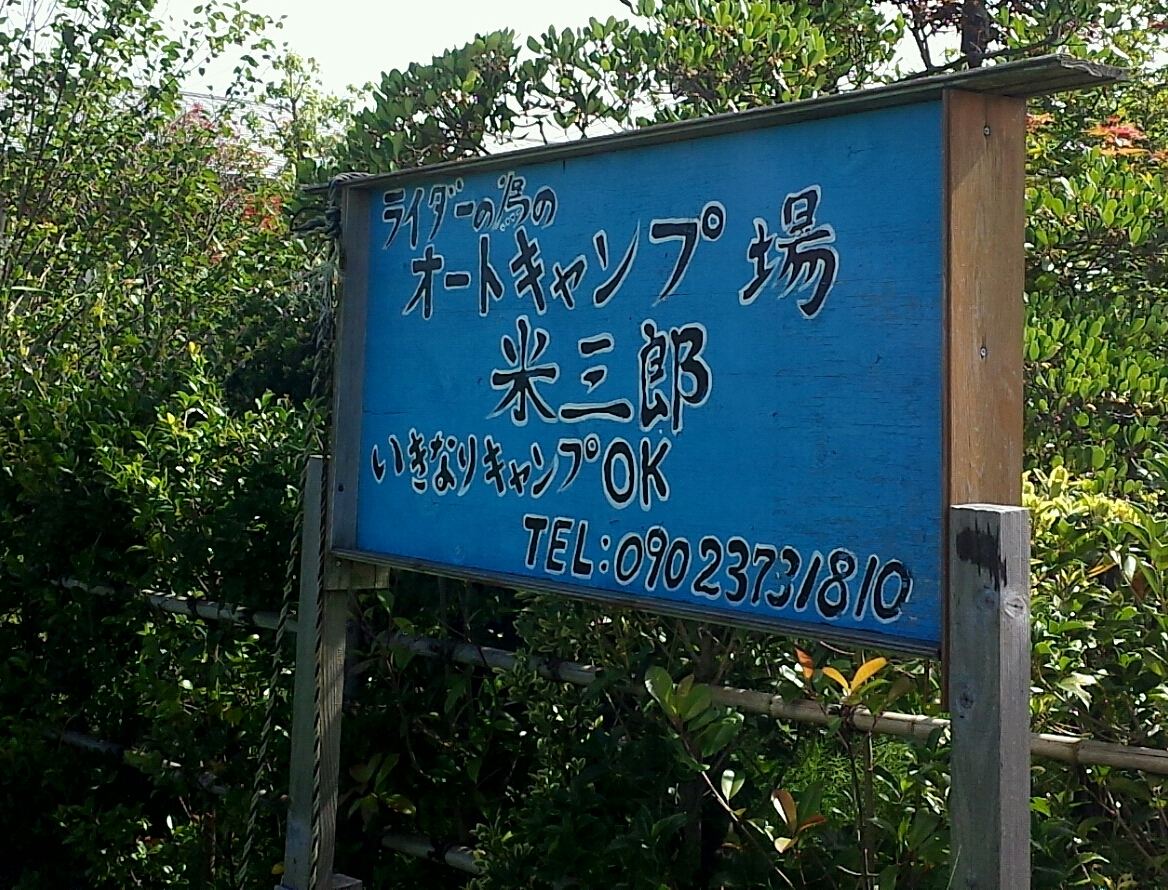 ライダーの為の
オートキャンプ場
米三郎
いきなりキャンプOK
TEL:09023731810